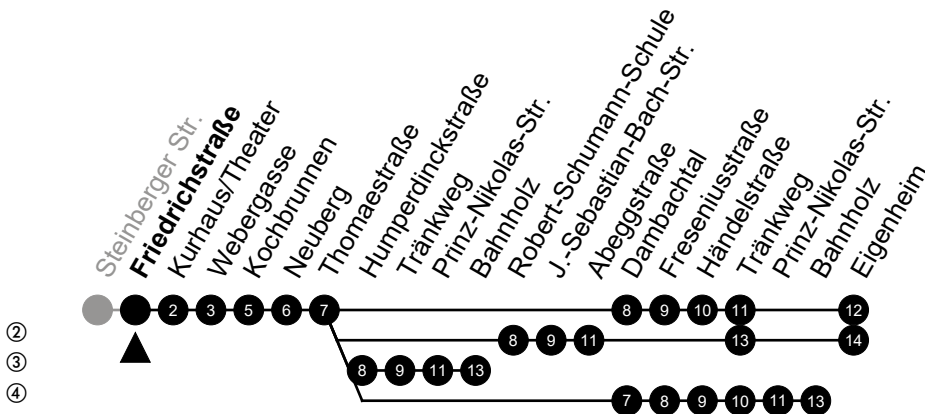 Steinberger Str.
Friedrichstraße
Kurhaus/Theater
Webergasse
Kochbrunnen
Neuberg
Thomaestraße
Humperdinckstraße
Tränkweg
Prinz-Nikolas-Str.
Bahnholz
Robert-Schumann-Schule
J.-Sebastian-Bach-Str.
Abeggstraße
Dambachtal
Freseniusstraße
Händelstraße
Tränkweg
Prinz-Nikolas-Str.
Bahnholz
Eigenheim
2 3 5 6 7 8 9 10 11 12
② 8 9 11 13 14
③ 8 9 11 13
④ 7 8 9 10 11 13